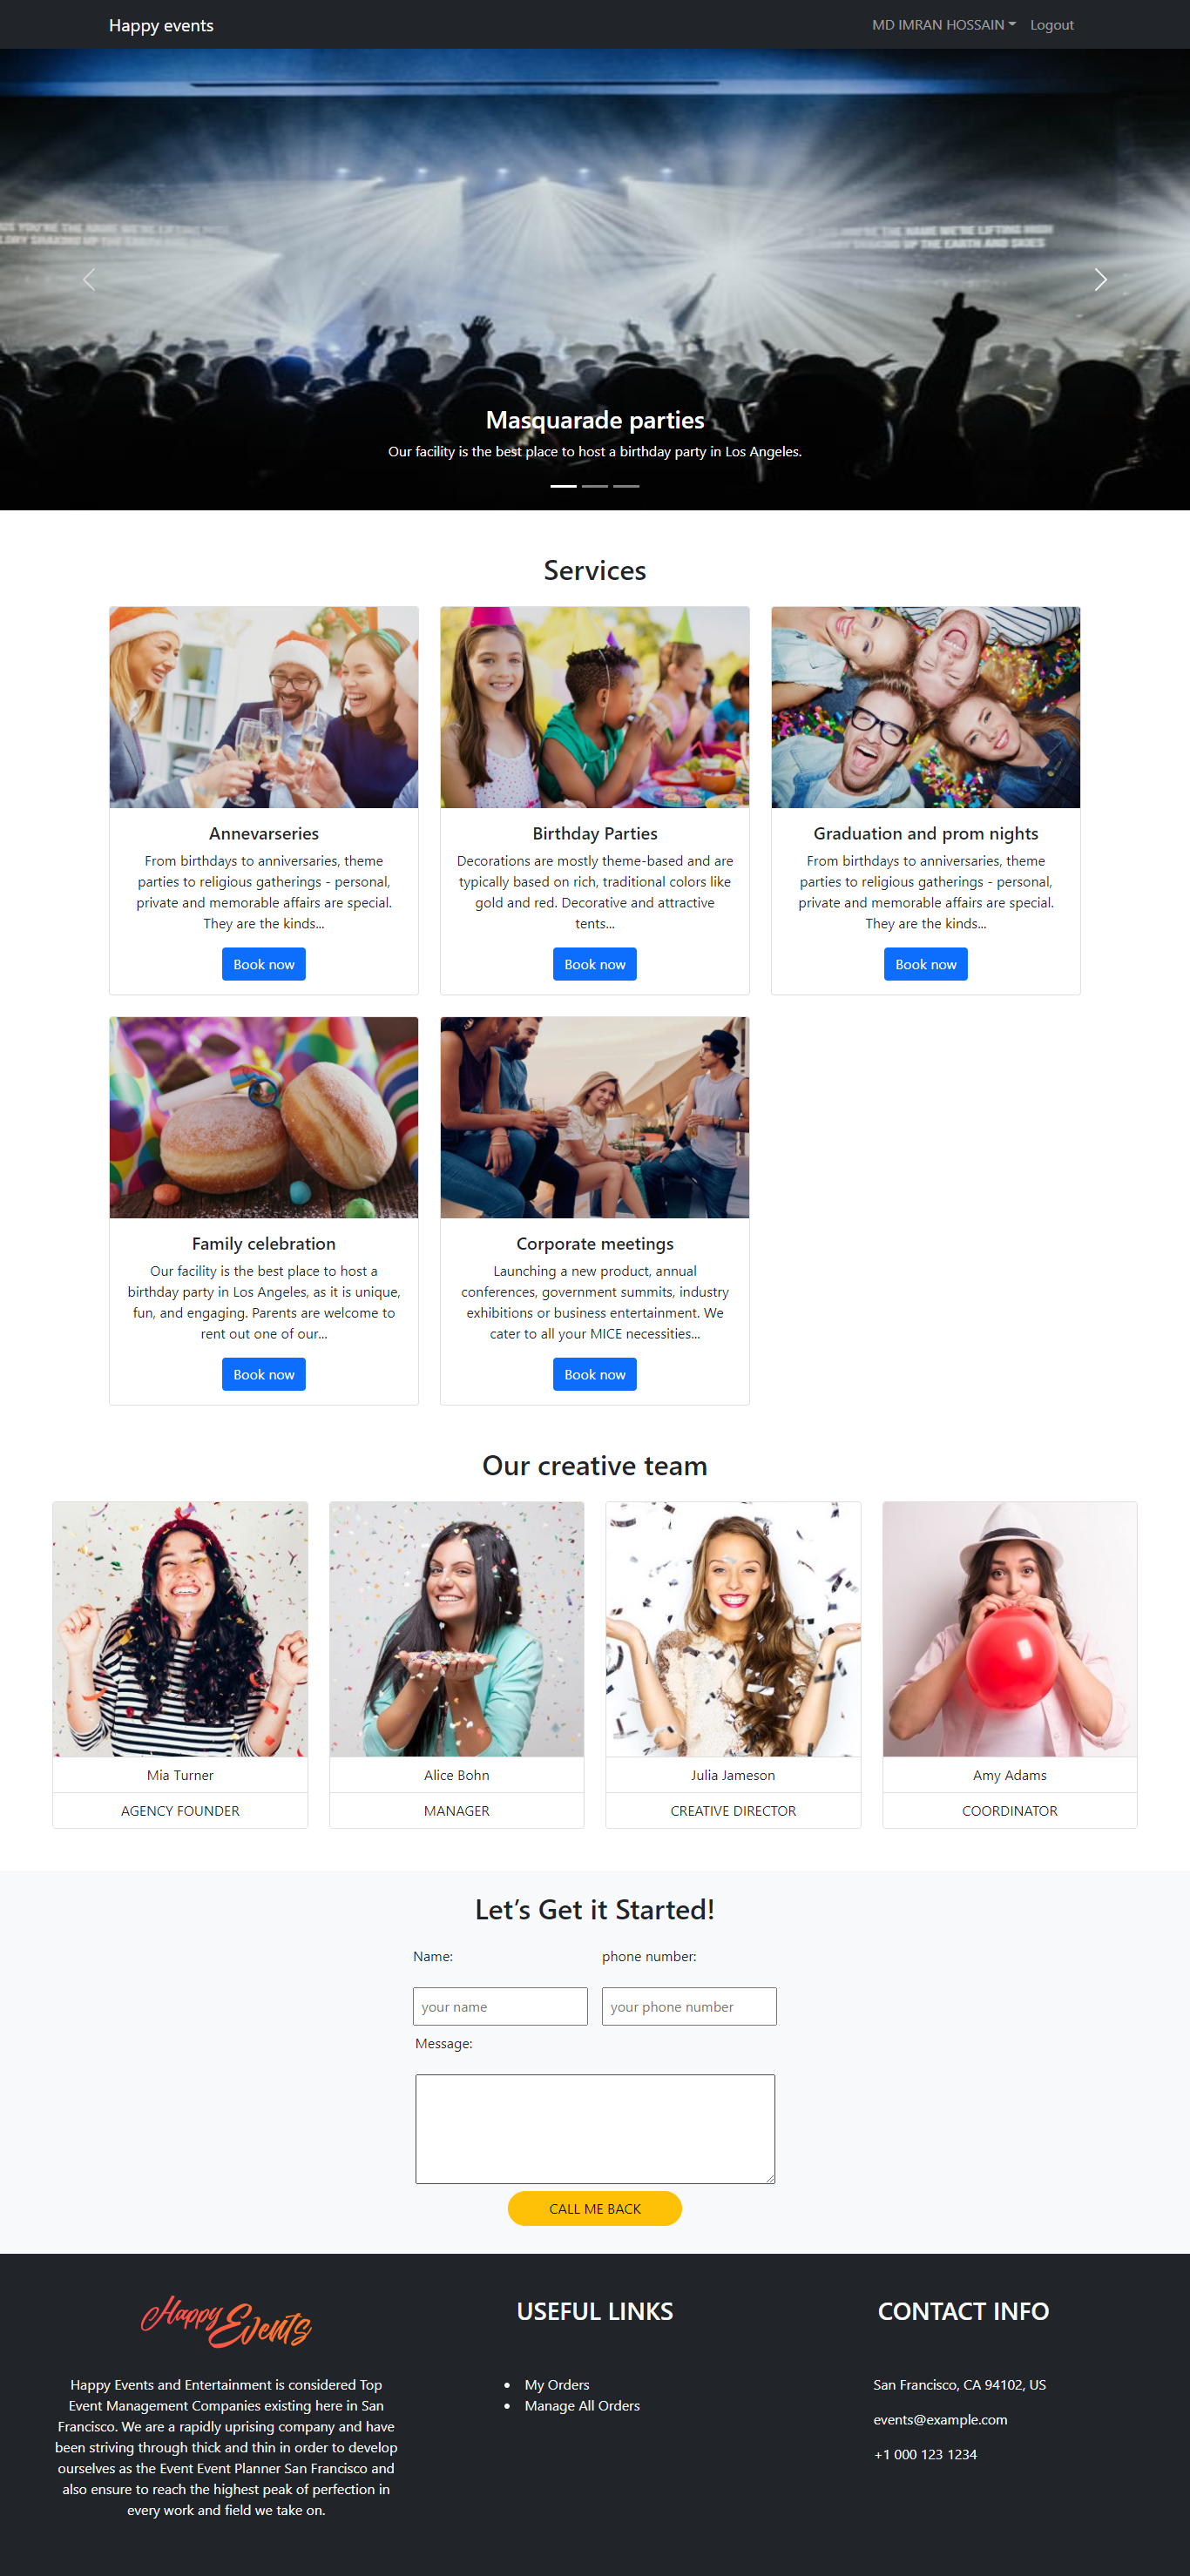 Happy events
MD IMRAN HOSSAIN
Logout
YOU'RE THE NAME WE'RE LIFTING HIGH
SHAKING UP THE EARTH AND SKIES
Masquarade parties
Our facility is the best place to host a birthday party in Los Angeles.
Services
Annevarseries
From birthdays to anniversaries, theme
parties to religious gatherings - personal,
private and memorable affairs are special.
They are the kinds...
Book now
Birthday Parties
Decorations are mostly theme-based and are
typically based on rich, traditional colors like
gold and red. Decorative and attractive
tents...
Book now
Graduation and prom nights
From birthdays to anniversaries, theme
parties to religious gatherings - personal,
private and memorable affairs are special.
They are the kinds...
Book now
Family celebration
Our facility is the best place to host a
birthday party in Los Angeles, as it is unique,
fun, and engaging. Parents are welcome to
rent out one of our...
Book now
Corporate meetings
Launching a new product, annual
conferences, government summits, industry
exhibitions or business entertainment. We
cater to all your MICE necessities...
Book now
Our creative team
Mia Turner
AGENCY FOUNDER
Alice Bohn
MANAGER
Julia Jameson
CREATIVE DIRECTOR
Amy Adams
COORDINATOR
Let’s Get it Started!
Name:
phone number:
your name
your phone number
Message:
CALL ME BACK
Happy Events
Happy Events and Entertainment is considered Top
Event Management Companies existing here in San
Francisco. We are a rapidly uprising company and have
been striving through thick and thin in order to develop
ourselves as the Event Event Planner San Francisco and
also ensure to reach the highest peak of perfection in
every work and field we take on.
USEFUL LINKS
My Orders
Manage All Orders
CONTACT INFO
San Francisco, CA 94102, US
events@example.com
+1 000 123 1234